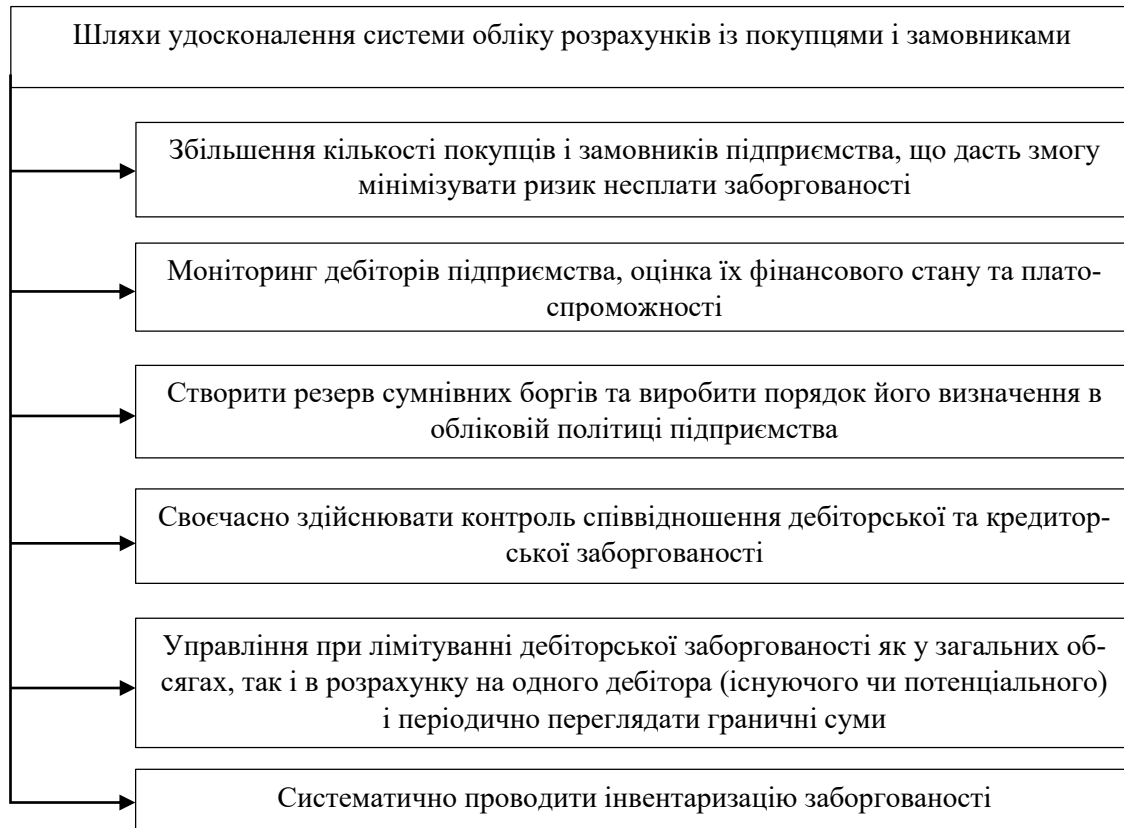 Шляхи удосконалення системи обліку розрахунків із покупцями і замовниками
Збільшення кількості покупців і замовників підприємства, що дасть змогу
мінімізувати ризик несплати заборгованості
Моніторинг дебіторів підприємства, оцінка їх фінансового стану та плато-
спроможності
Створити резерв сумнівних боргів та виробити порядок його визначення в
обліковій політиці підприємства
Своєчасно здійснювати контроль співвідношення дебіторської та кредитор-
ської заборгованості
Управління при лімітуванні дебіторської заборгованості як у загальних об-
сягах, так і в розрахунку на одного дебітора (існуючого чи потенціального)
і періодично переглядати граничні суми
Систематично проводити інвентаризацію заборгованості